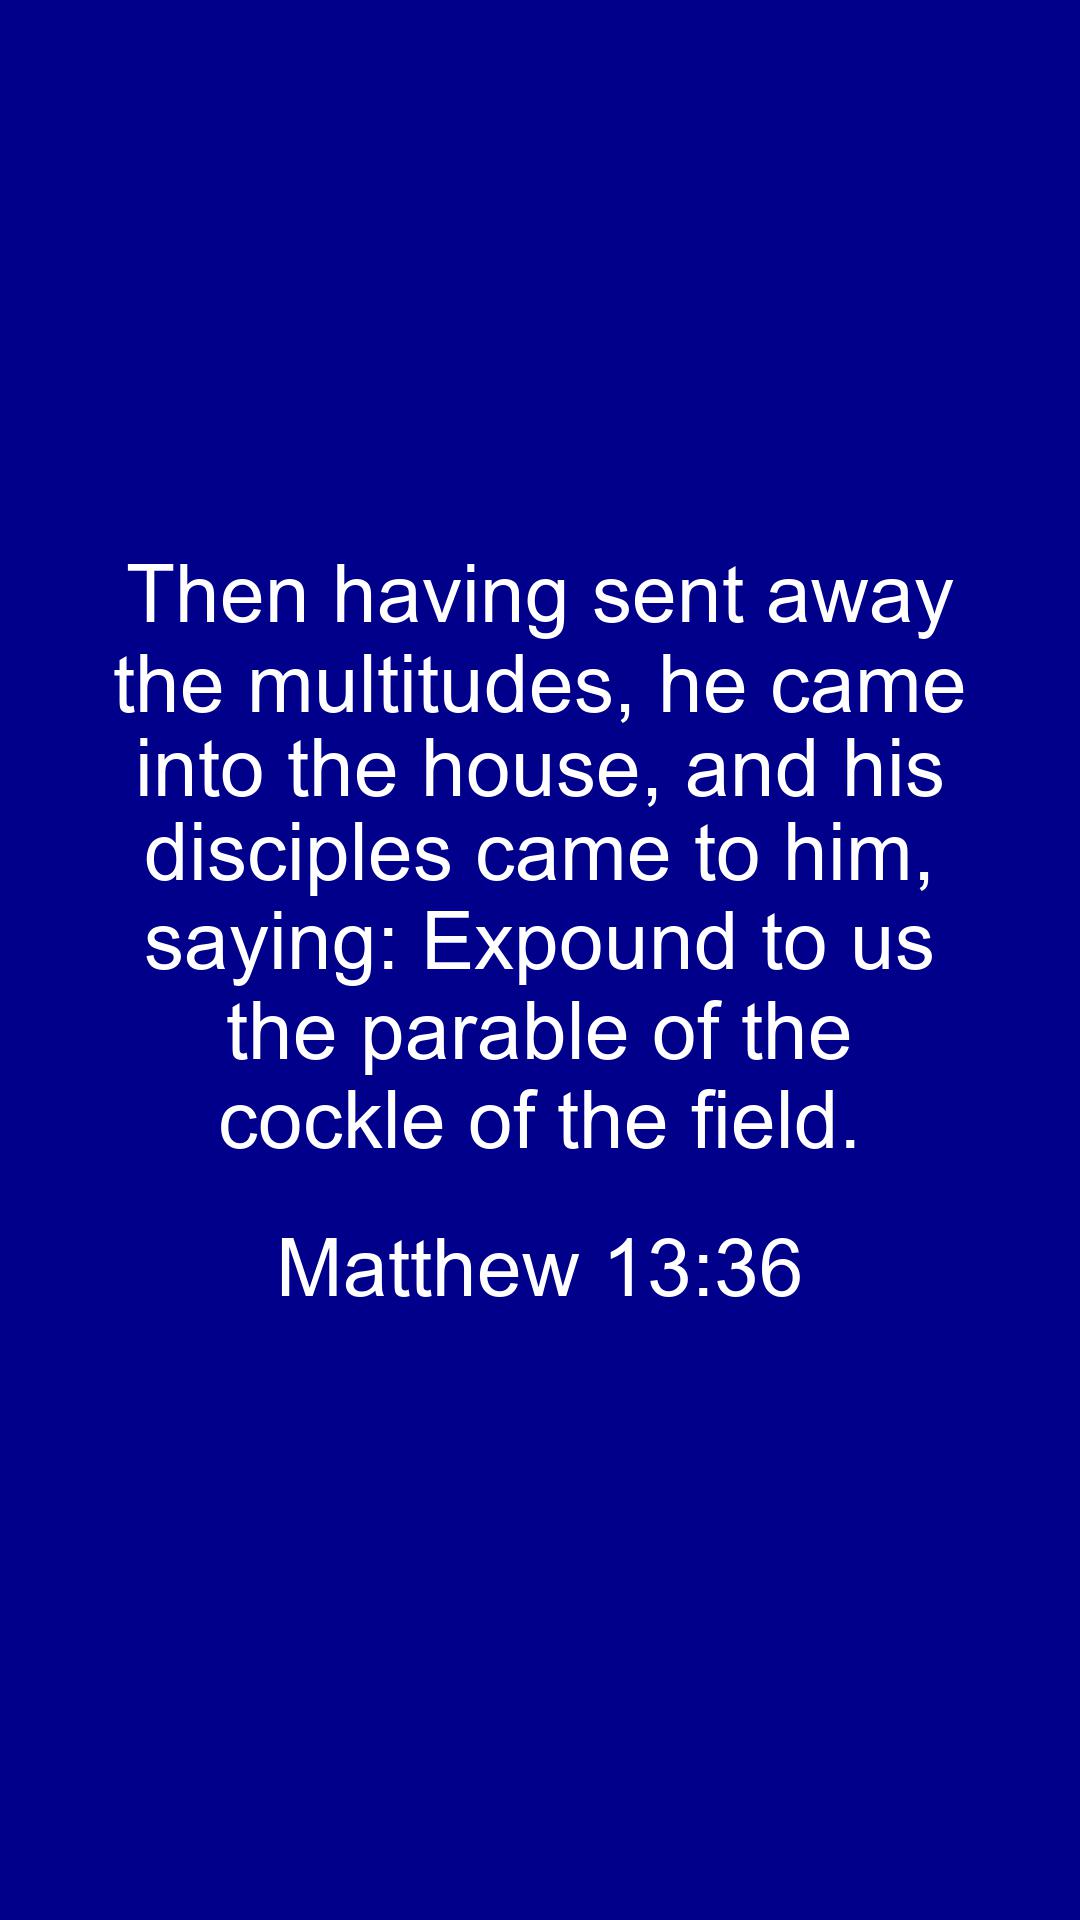 Then having sent away
the multitudes, he came
into the house, and his
disciples came to him,
saying: Expound to us
the parable of the
cockle of the field.
Matthew 13:36